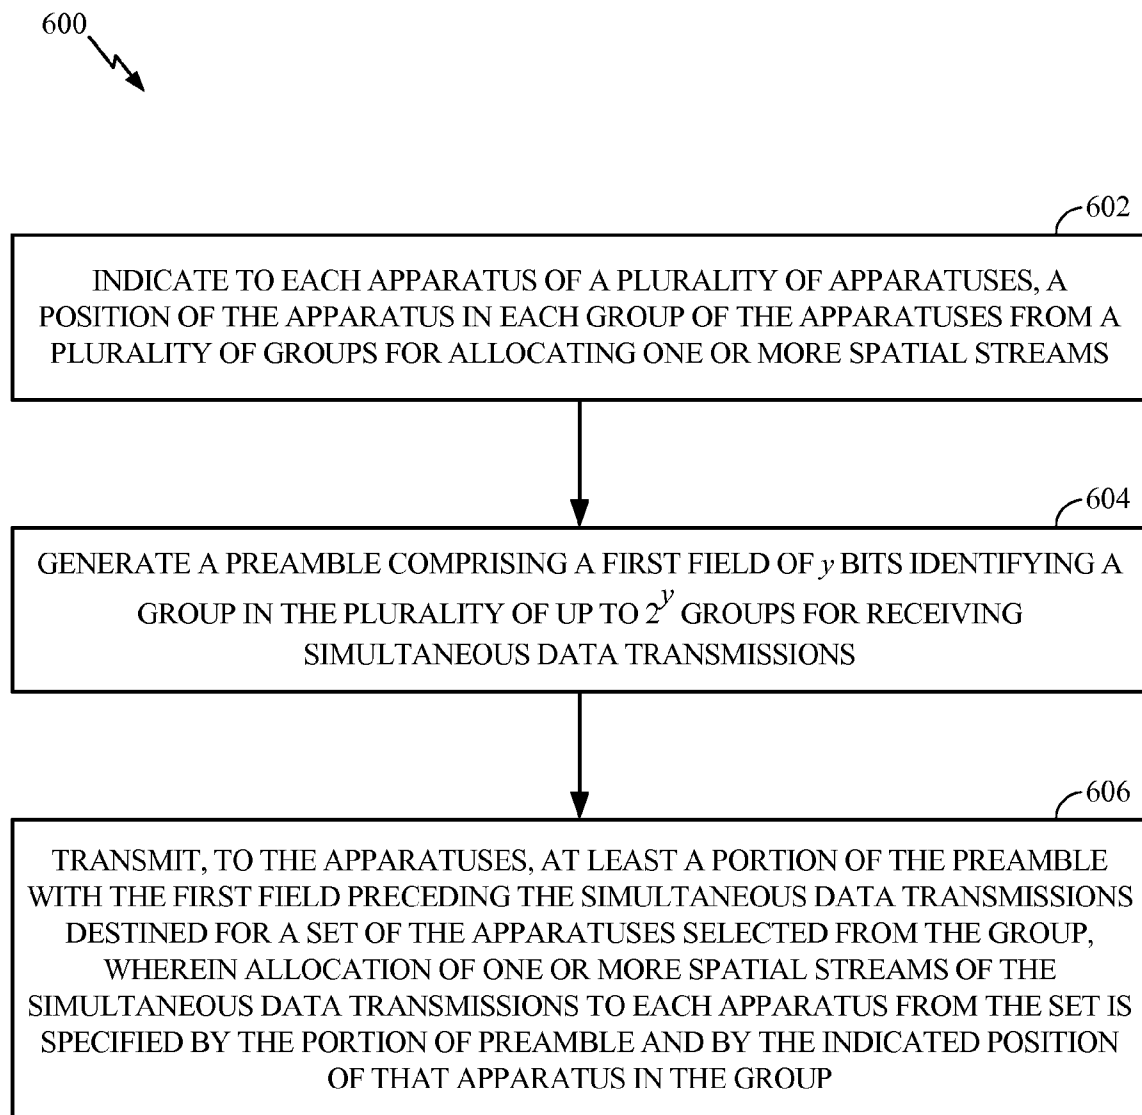 600
602
INDICATE TO EACH APPARATUS OF A PLURALITY OF APPARATUSES, A
POSITION OF THE APPARATUS IN EACH GROUP OF THE APPARATUSES FROM A
PLURALITY OF GROUPS FOR ALLOCATING ONE OR MORE SPATIAL STREAMS
604
GENERATE A PREAMBLE COMPRISING A FIRST FIELD OF y BITS IDENTIFYING A
GROUP IN THE PLURALITY OF UP TO 2^y GROUPS FOR RECEIVING
SIMULTANEOUS DATA TRANSMISSIONS
606
TRANSMIT, TO THE APPARATUSES, AT LEAST A PORTION OF THE PREAMBLE
WITH THE FIRST FIELD PRECEDING THE SIMULTANEOUS DATA TRANSMISSIONS
DESTINED FOR A SET OF THE APPARATUSES SELECTED FROM THE GROUP,
WHEREIN ALLOCATION OF ONE OR MORE SPATIAL STREAMS OF THE
SIMULTANEOUS DATA TRANSMISSIONS TO EACH APPARATUS FROM THE SET IS
SPECIFIED BY THE PORTION OF PREAMBLE AND BY THE INDICATED POSITION
OF THAT APPARATUS IN THE GROUP